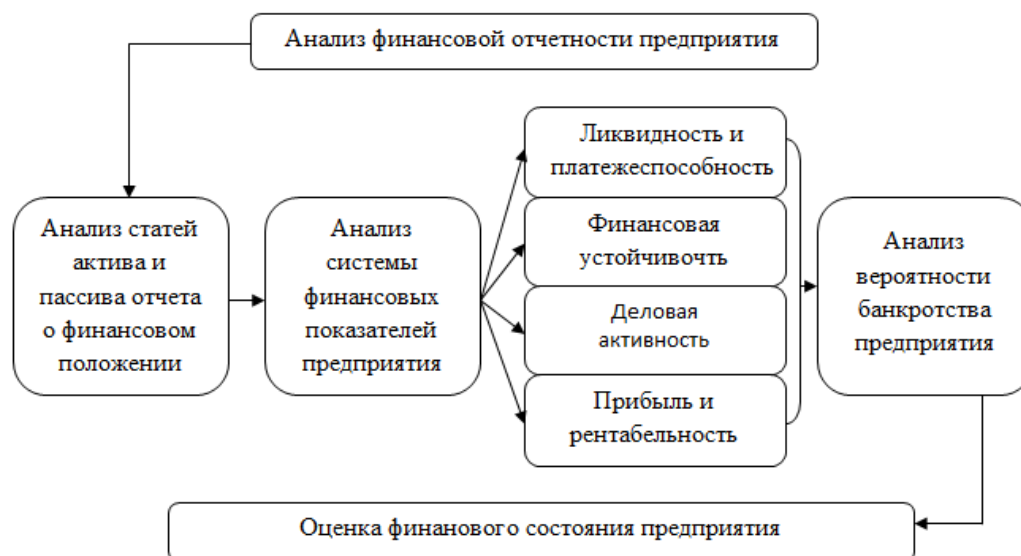 Анализ финансовой отчетности предприятия
Ликвидность и
платежеспособность
Анализ статей
актива и
пассива отчета
о финансовом
положении
Анализ
системы
финансовых
показателей
предприятия
Финансовая
устойчивочть
Деловая
активность
Прибыль и
рентабельность
Анализ
вероятности
банкротства
предприятия
Оценка финанового состояния предприятия